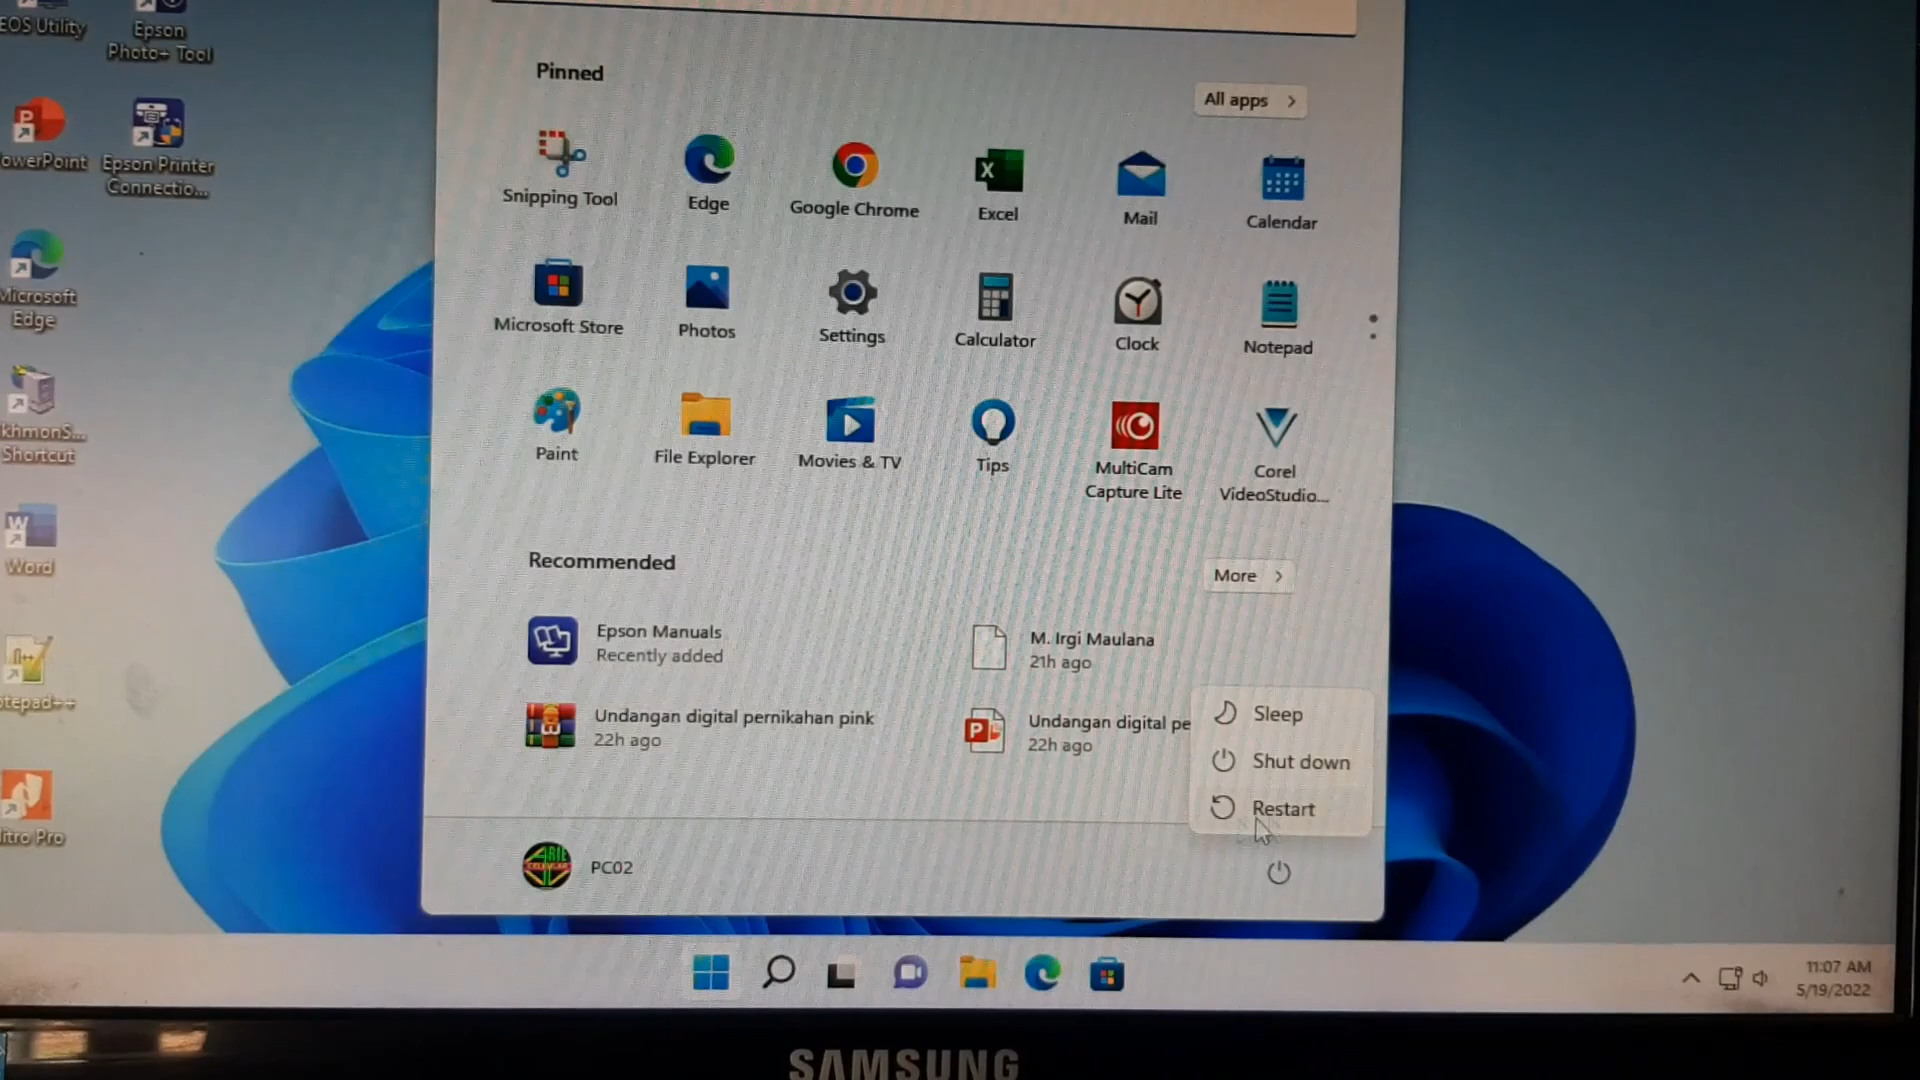 EOS Utility
Epson
Photo+ Tool
PowerPoint
Epson Printer
Connectio...
Microsoft
Edge
Shortcut
Word
Pinned
All apps
Snipping Tool
Edge
Google Chrome
Excel
Mail
Calendar
Microsoft Store
Photos
Settings
Calculator
Clock
Notepad
Paint
File Explorer
Movies & TV
Tips
MultiCam
Capture Lite
Corel
VideoStudio...
Recommended
More
Epson Manuals
Recently added
M. Irgi Maulana
21h ago
Undangan digital pernikahan pink
22h ago
Undangan digital pe
22h ago
Sleep
Shut down
Restart
PC02
11:07 AM
5/19/2022
SAMSUNG